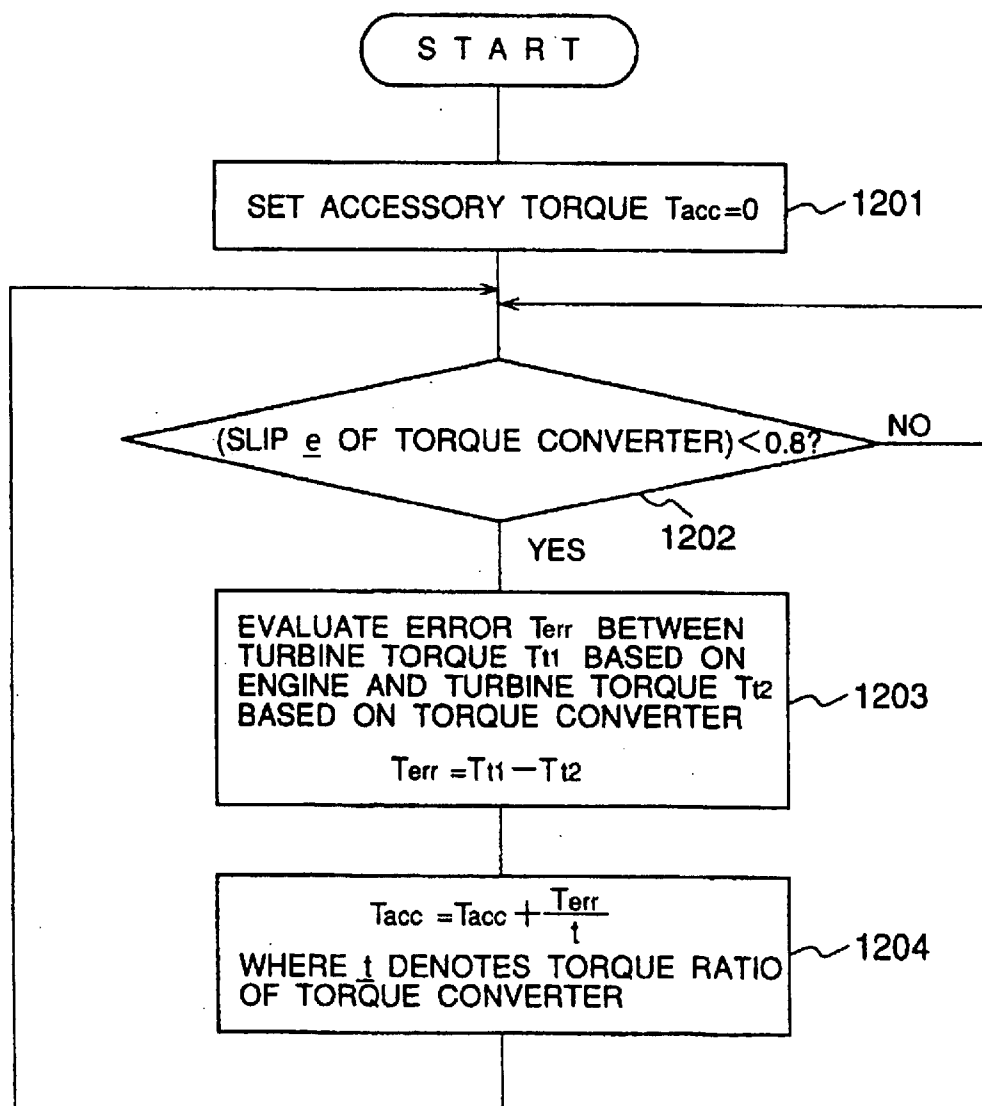 START
SET ACCESSORY TORQUE Tacc=0
1201
(SLIP e OF TORQUE CONVERTER)<0.8?
NO
1202
YES
EVALUATE ERROR Terr BETWEEN
TURBINE TORQUE Tt1 BASED ON
ENGINE AND TURBINE TORQUE Tt2
BASED ON TORQUE CONVERTER
Terr=Tt1-Tt2
1203
Tacc=Tacc+Terr/t
WHERE t DENOTES TORQUE RATIO
OF TORQUE CONVERTER
1204